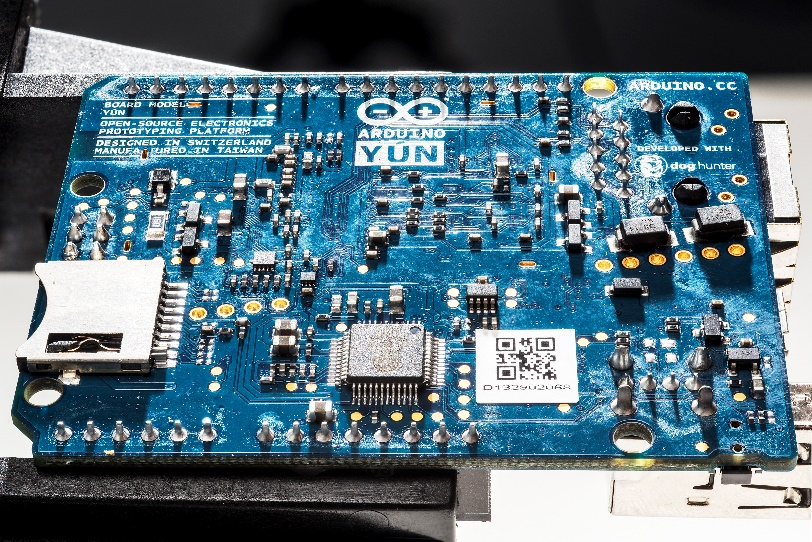 BOARD MODEL
YÚN
OPEN-SOURCE ELECTRONICS
PROTOTYPING PLATFORM
DESIGNED IN SWITZERLAND
MANUFACTURED IN TAIWAN
ARDUINO
YÚN
ARDUINO.CC
DEVELOPED WITH
dog hunter